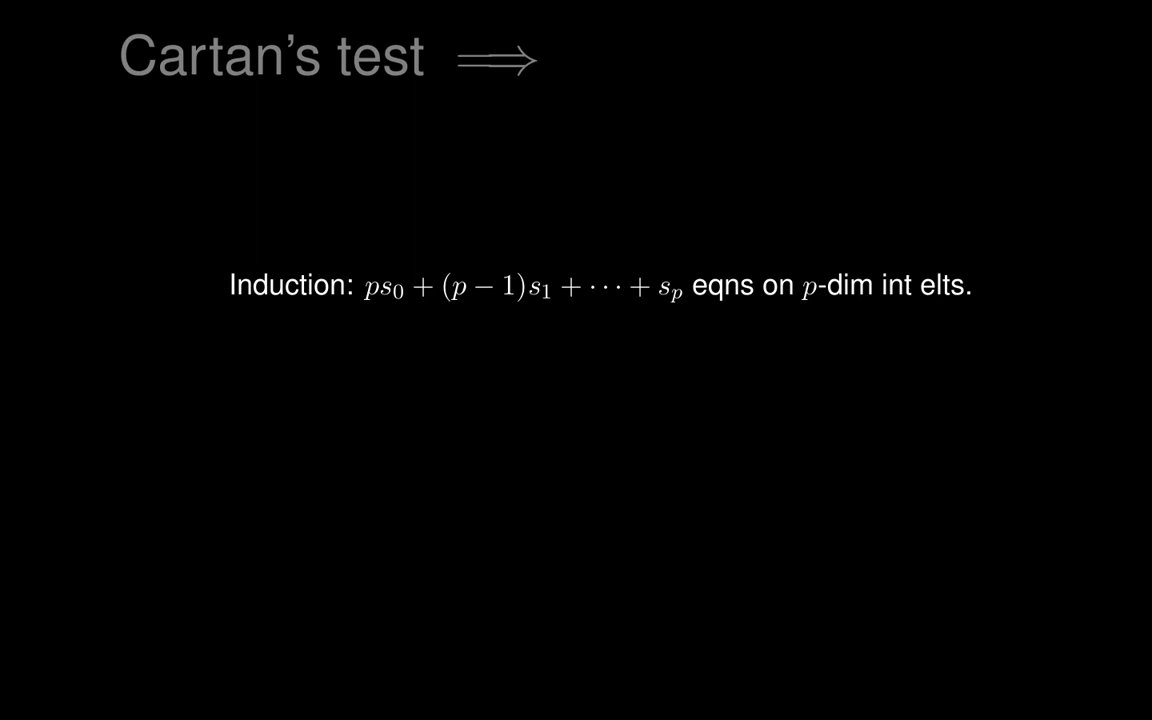 Cartan’s test ⟹
Induction: $ps_0 + (p − 1)s_1 + ⋯ + s_p$ eqns on $p$-dim int elts.